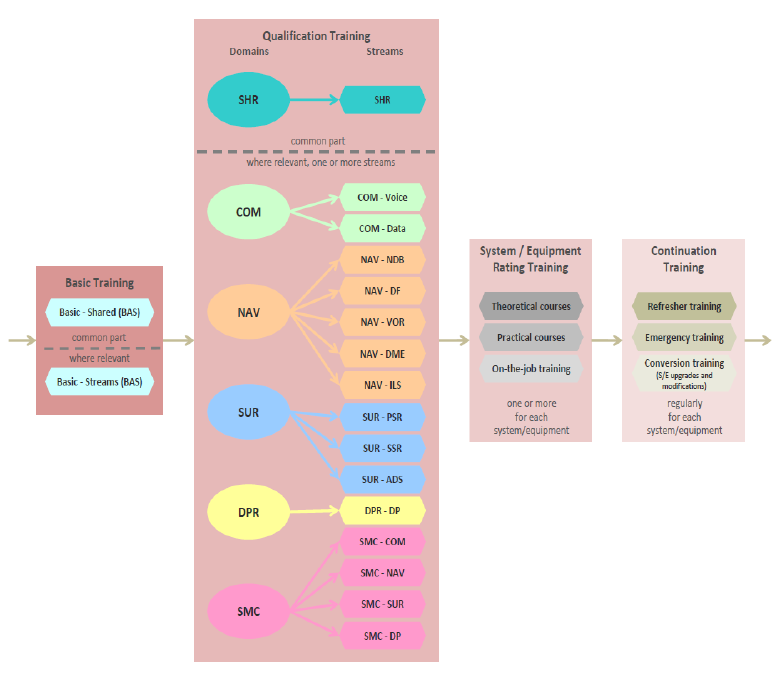 Basic Training
Basic - Shared (BAS)
common part
where relevant
Basic - Streams (BAS)
Qualification Training
Domains
Streams
SHR
SHR
common part
where relevant, one or more streams
COM
COM - Voice
COM - Data
NAV
NAV - NDB
NAV - DF
NAV - VOR
NAV - DME
NAV - ILS
SUR
SUR - PSR
SUR - SSR
SUR - ADS
DPR
DPR - DP
SMC
SMC - COM
SMC - NAV
SMC - SUR
SMC - DP
System / Equipment
Rating Training
Theoretical courses
Practical courses
On-the-job training
one or more
for each
system/equipment
Continuation
Training
Refresher training
Emergency training
Conversion training
(S/E upgrades and
modifications)
regularly
for each
system/equipment